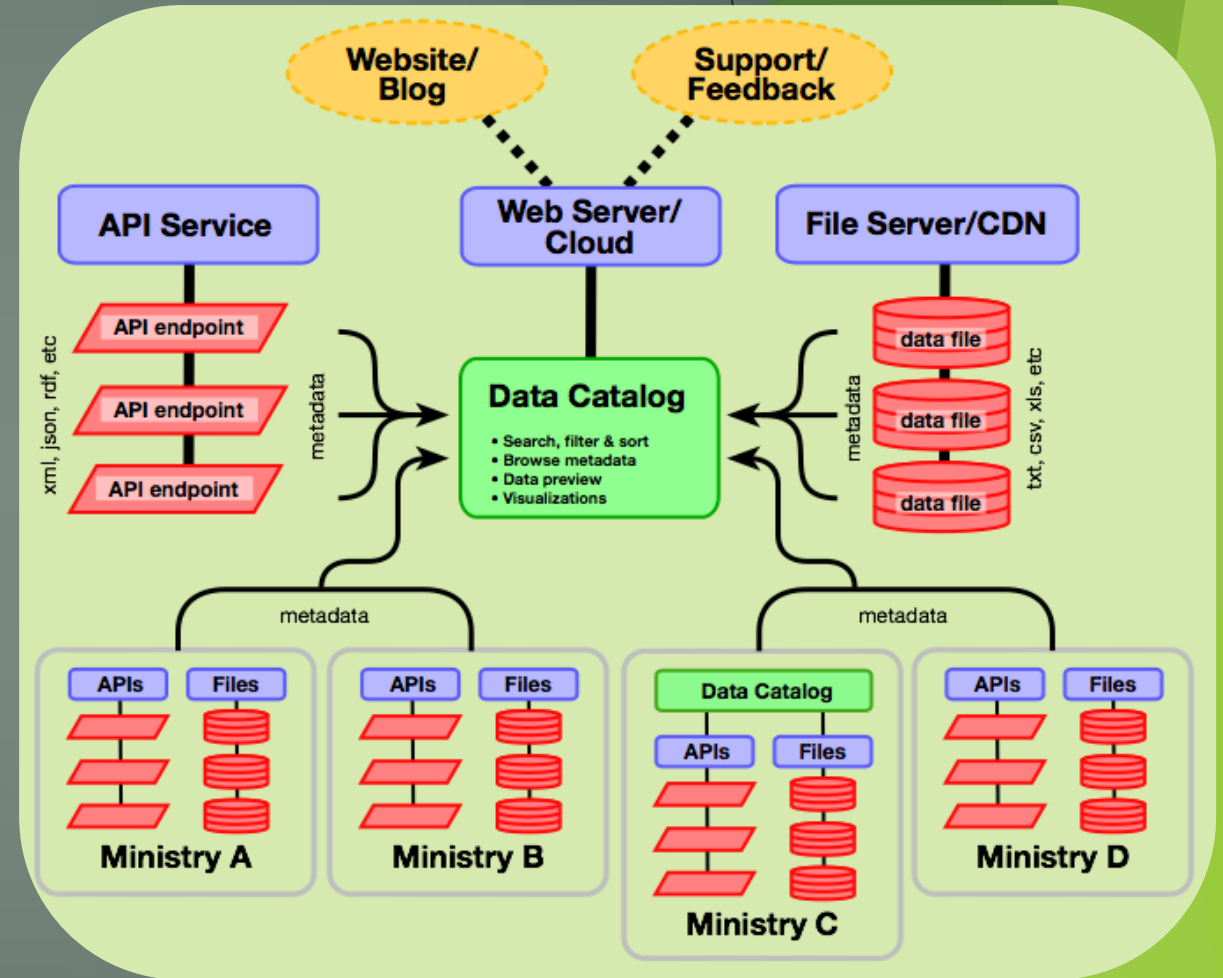 Website/
Blog
Support/
Feedback
API Service
Web Server/
Cloud
File Server/CDN
xml, json, rdf, etc
API endpoint
API endpoint
API endpoint
metadata
Data Catalog
• Search, filter & sort
• Browse metadata
• Data preview
• Visualizations
metadata
data file
data file
data file
txt, csv, xls, etc
metadata
metadata
APIs
Files
Ministry A
APIs
Files
Ministry B
Data Catalog
APIs
Files
Ministry C
APIs
Files
Ministry D